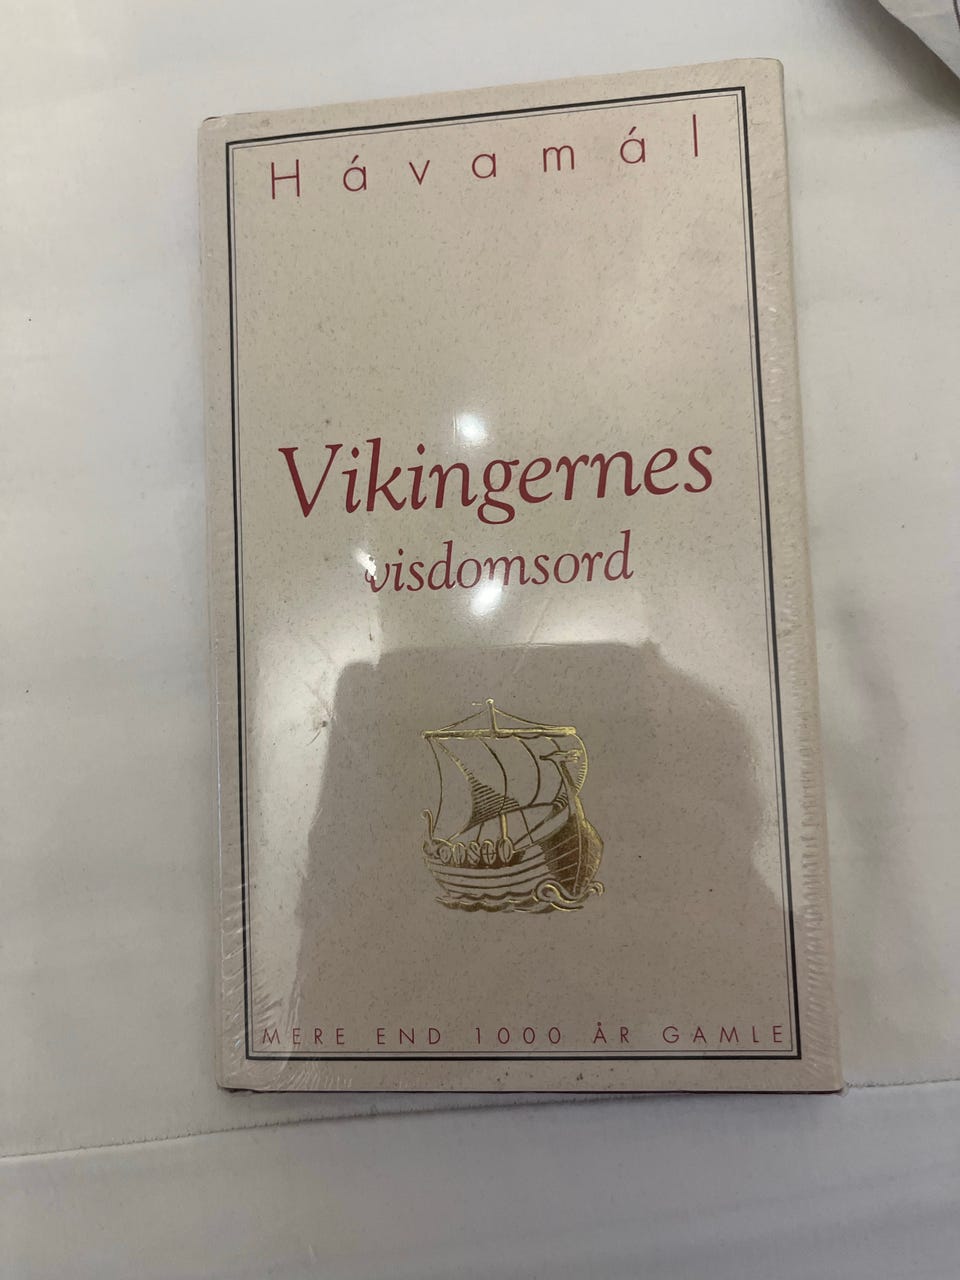 Hávamál
Vikingernes
visdomsord
MERE END 1000 ÅR GAMLE